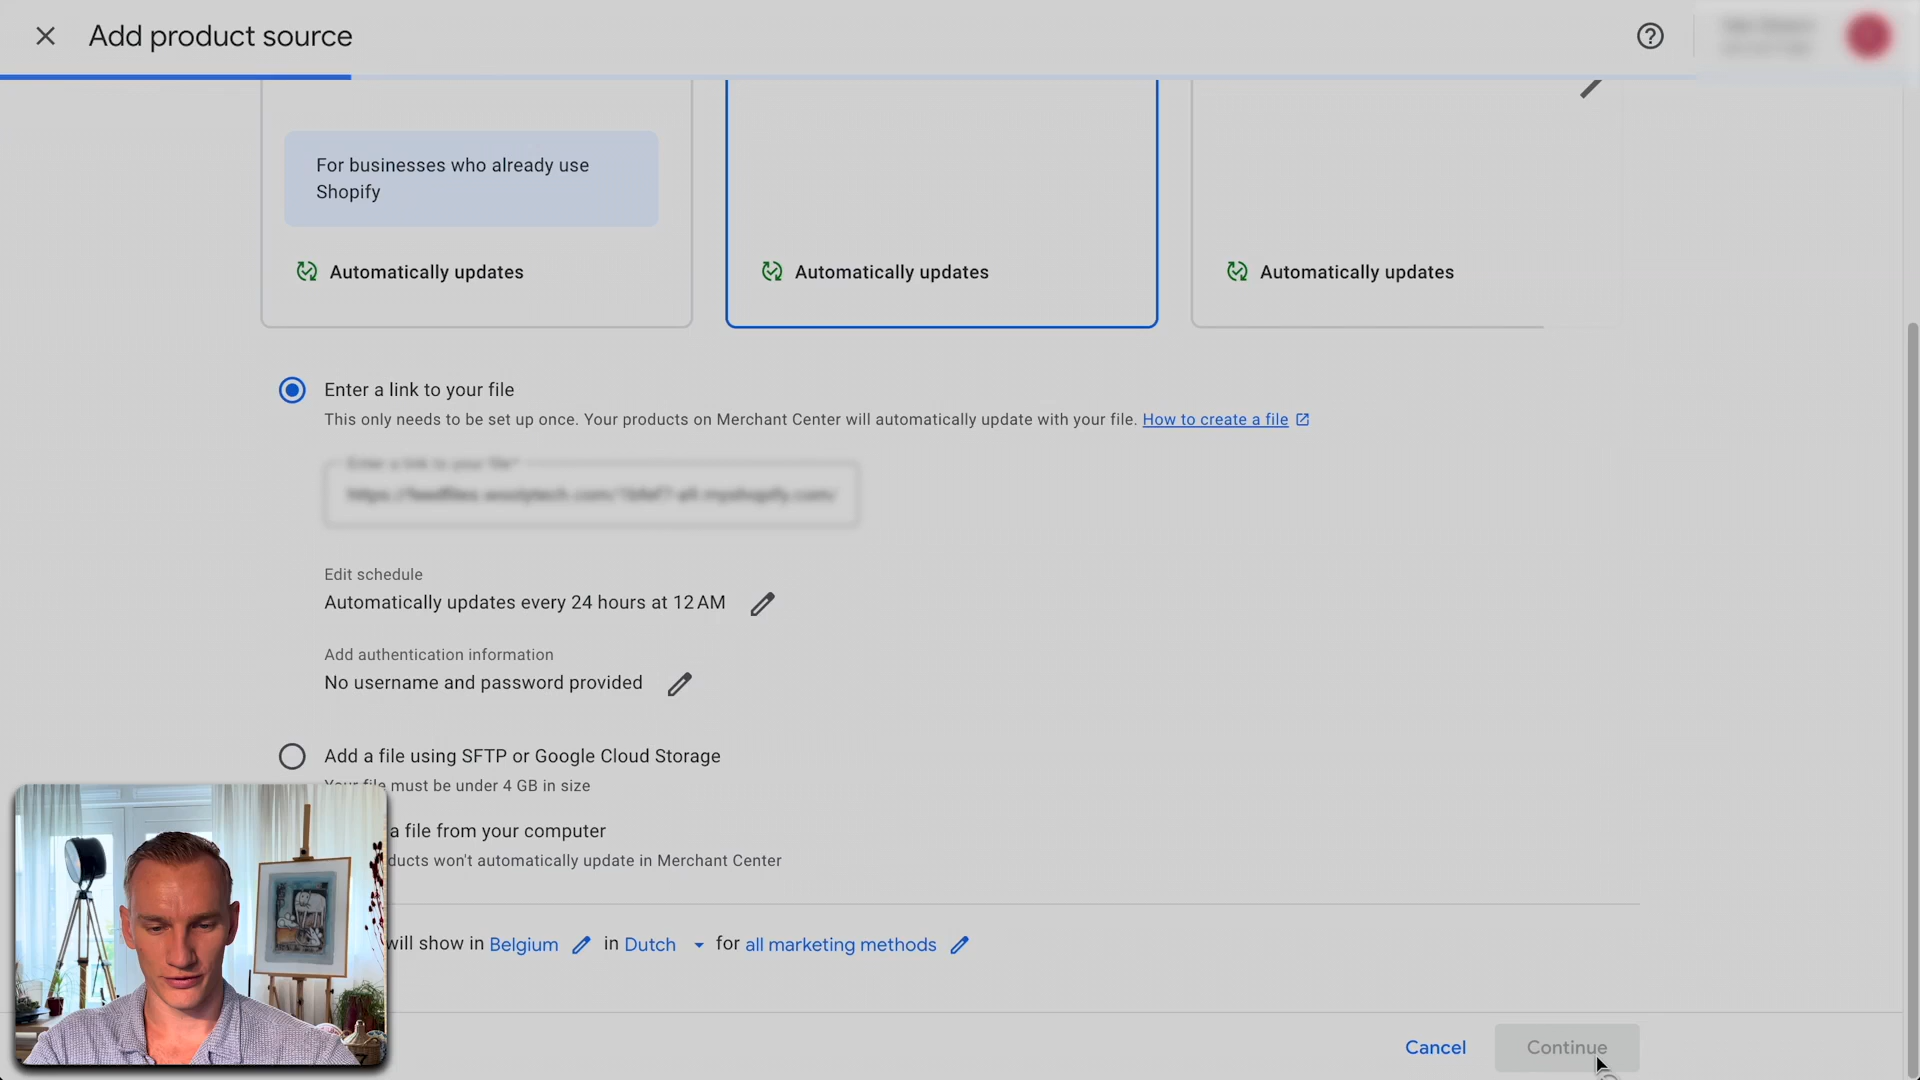 Add product source
For businesses who already use
Shopify
Automatically updates
Automatically updates
Automatically updates
Enter a link to your file
This only needs to be set up once. Your products on Merchant Center will automatically update with your file. How to create a file
Edit schedule
Automatically updates every 24 hours at 12 AM
Add authentication information
No username and password provided
Add a file using SFTP or Google Cloud Storage
Your file must be under 4 GB in size
a file from your computer
ducts won't automatically update in Merchant Center
will show in Belgium in Dutch for all marketing methods
Cancel
Continue